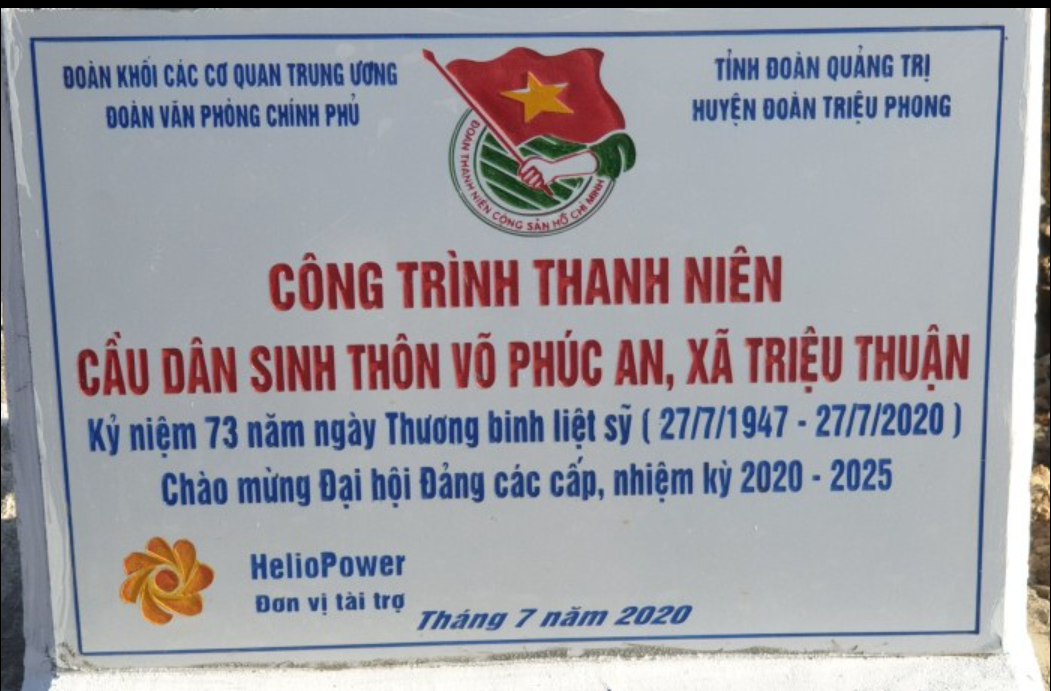 ĐOÀN KHỐI CÁC CƠ QUAN TRUNG ƯƠNG
ĐOÀN VĂN PHÒNG CHÍNH PHỦ
TỈNH ĐOÀN QUẢNG TRỊ
HUYỆN ĐOÀN TRIỆU PHONG
ĐOÀN THANH NIÊN CỘNG SẢN HỒ CHÍ MINH
CÔNG TRÌNH THANH NIÊN
CẦU DÂN SINH THÔN VÕ PHÚC AN, XÃ TRIỆU THUẬN
Kỷ niệm 73 năm ngày Thương binh liệt sỹ ( 27/7/1947 - 27/7/2020 )
Chào mừng Đại hội Đảng các cấp, nhiệm kỳ 2020 - 2025
HelioPower
Đơn vị tài trợ
Tháng 7 năm 2020